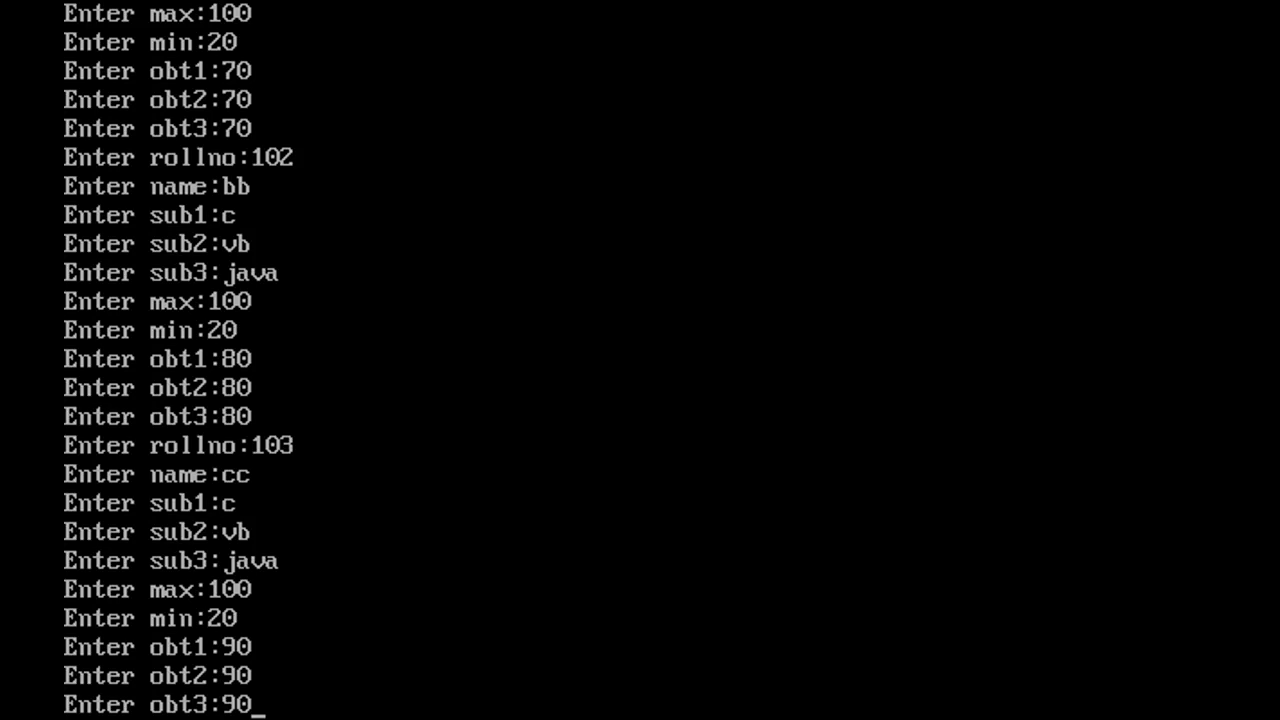 Enter max:100
Enter min:20
Enter obt1:70
Enter obt2:70
Enter obt3:70
Enter rollno:102
Enter name:bb
Enter sub1:c
Enter sub2:vb
Enter sub3:java
Enter max:100
Enter min:20
Enter obt1:80
Enter obt2:80
Enter obt3:80
Enter rollno:103
Enter name:cc
Enter sub1:c
Enter sub2:vb
Enter sub3:java
Enter max:100
Enter min:20
Enter obt1:90
Enter obt2:90
Enter obt3:90_